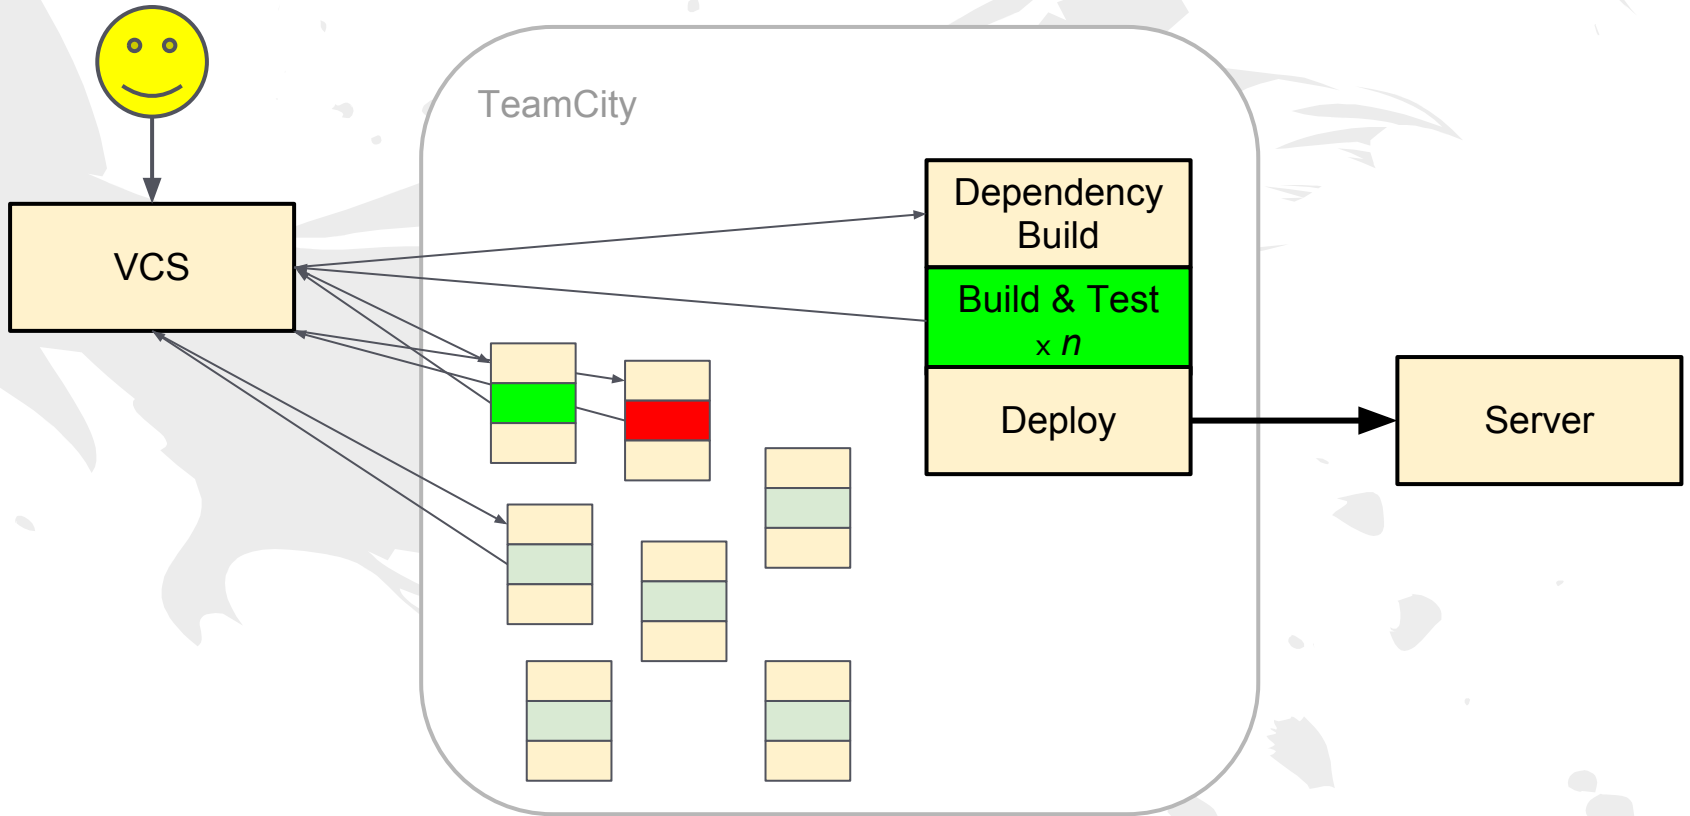 TeamCity
VCS
Dependency
Build
Build & Test
x n
Deploy
Server